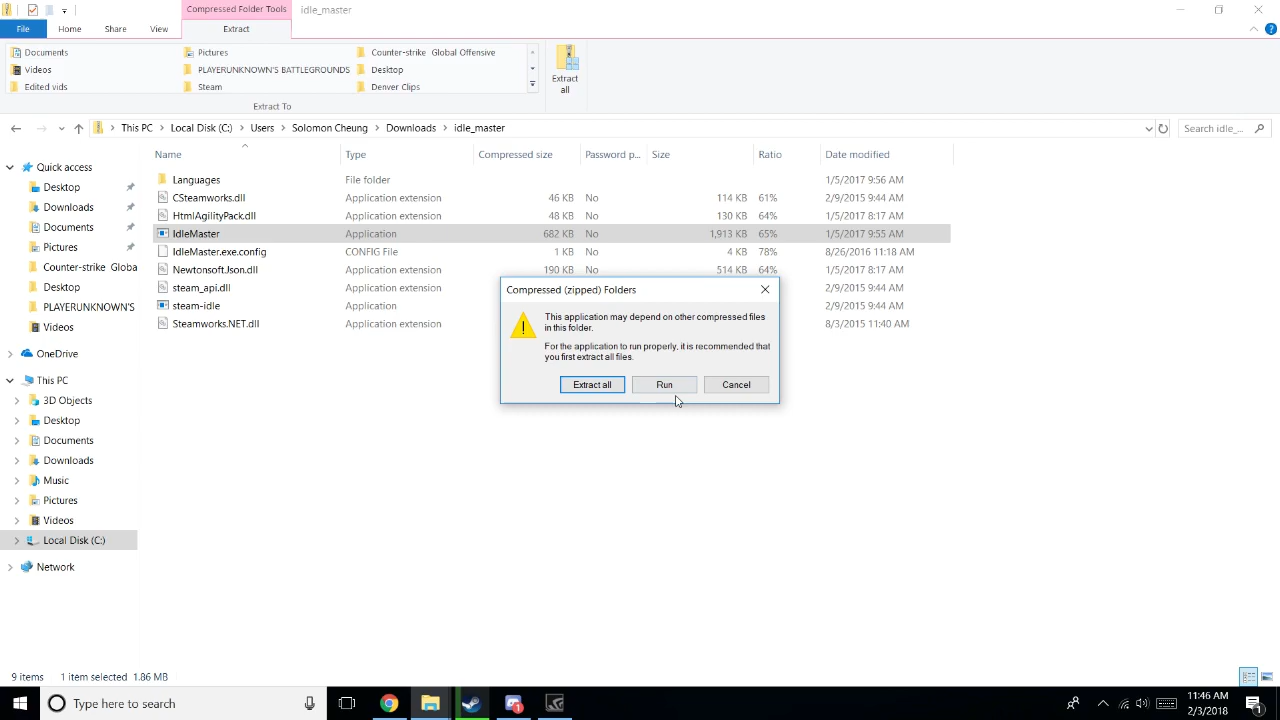 Compressed Folder Tools
idle_master
File
Home
Share
View
Extract
Documents
Pictures
Counter-strike Global Offensive
Videos
PLAYERUNKNOWN'S BATTLEGROUNDS
Desktop
Edited vids
Steam
Denver Clips
Extract all
Extract To
This PC
Local Disk (C:)
Users
Solomon Cheung
Downloads
idle_master
Search idle_...
Name
Type
Compressed size
Password p...
Size
Ratio
Date modified
Languages File folder 1/5/2017 9:56 AM
CSteamworks.dll Application extension 46 KB No 114 KB 61% 2/9/2015 9:44 AM
HtmlAgilityPack.dll Application extension 48 KB No 130 KB 64% 1/5/2017 8:17 AM
IdleMaster Application 682 KB No 1,913 KB 65% 1/5/2017 9:55 AM
IdleMaster.exe.config CONFIG File 1 KB No 4 KB 78% 8/26/2016 11:18 AM
Newtonsoft.Json.dll Application extension 190 KB No 514 KB 64% 1/5/2017 8:17 AM
steam_api.dll Application extension 2/9/2015 9:44 AM
steam-idle Application 2/9/2015 9:44 AM
Steamworks.NET.dll Application extension 8/3/2015 11:40 AM
Quick access
Desktop
Downloads
Documents
Pictures
Counter-strike Globa
Desktop
PLAYERUNKNOWN'S
Videos
OneDrive
This PC
3D Objects
Desktop
Documents
Downloads
Music
Pictures
Videos
Local Disk (C:)
Network
Compressed (zipped) Folders
This application may depend on other compressed files
in this folder.
For the application to run properly, it is recommended that
you first extract all files.
Extract all
Run
Cancel
9 items
1 item selected 1.86 MB
Type here to search
11:46 AM
2/3/2018